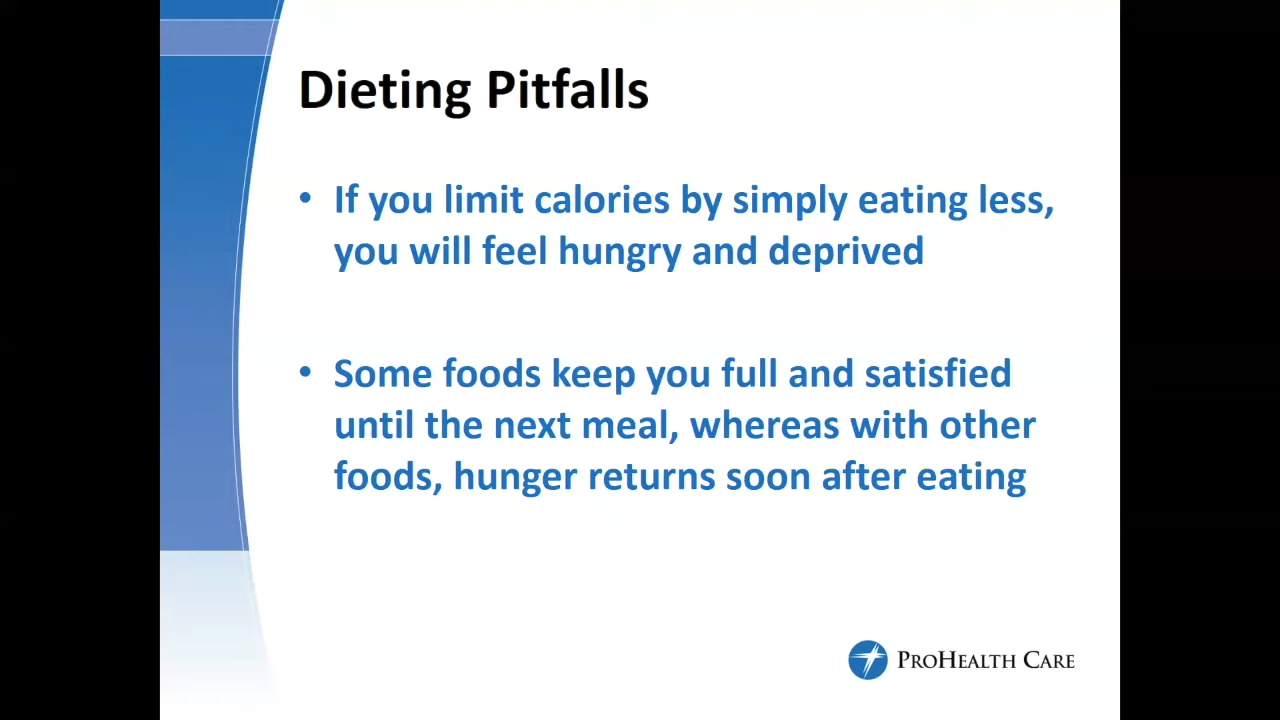 Dieting Pitfalls
• If you limit calories by simply eating less,
you will feel hungry and deprived
• Some foods keep you full and satisfied
until the next meal, whereas with other
foods, hunger returns soon after eating
PROHEALTH CARE